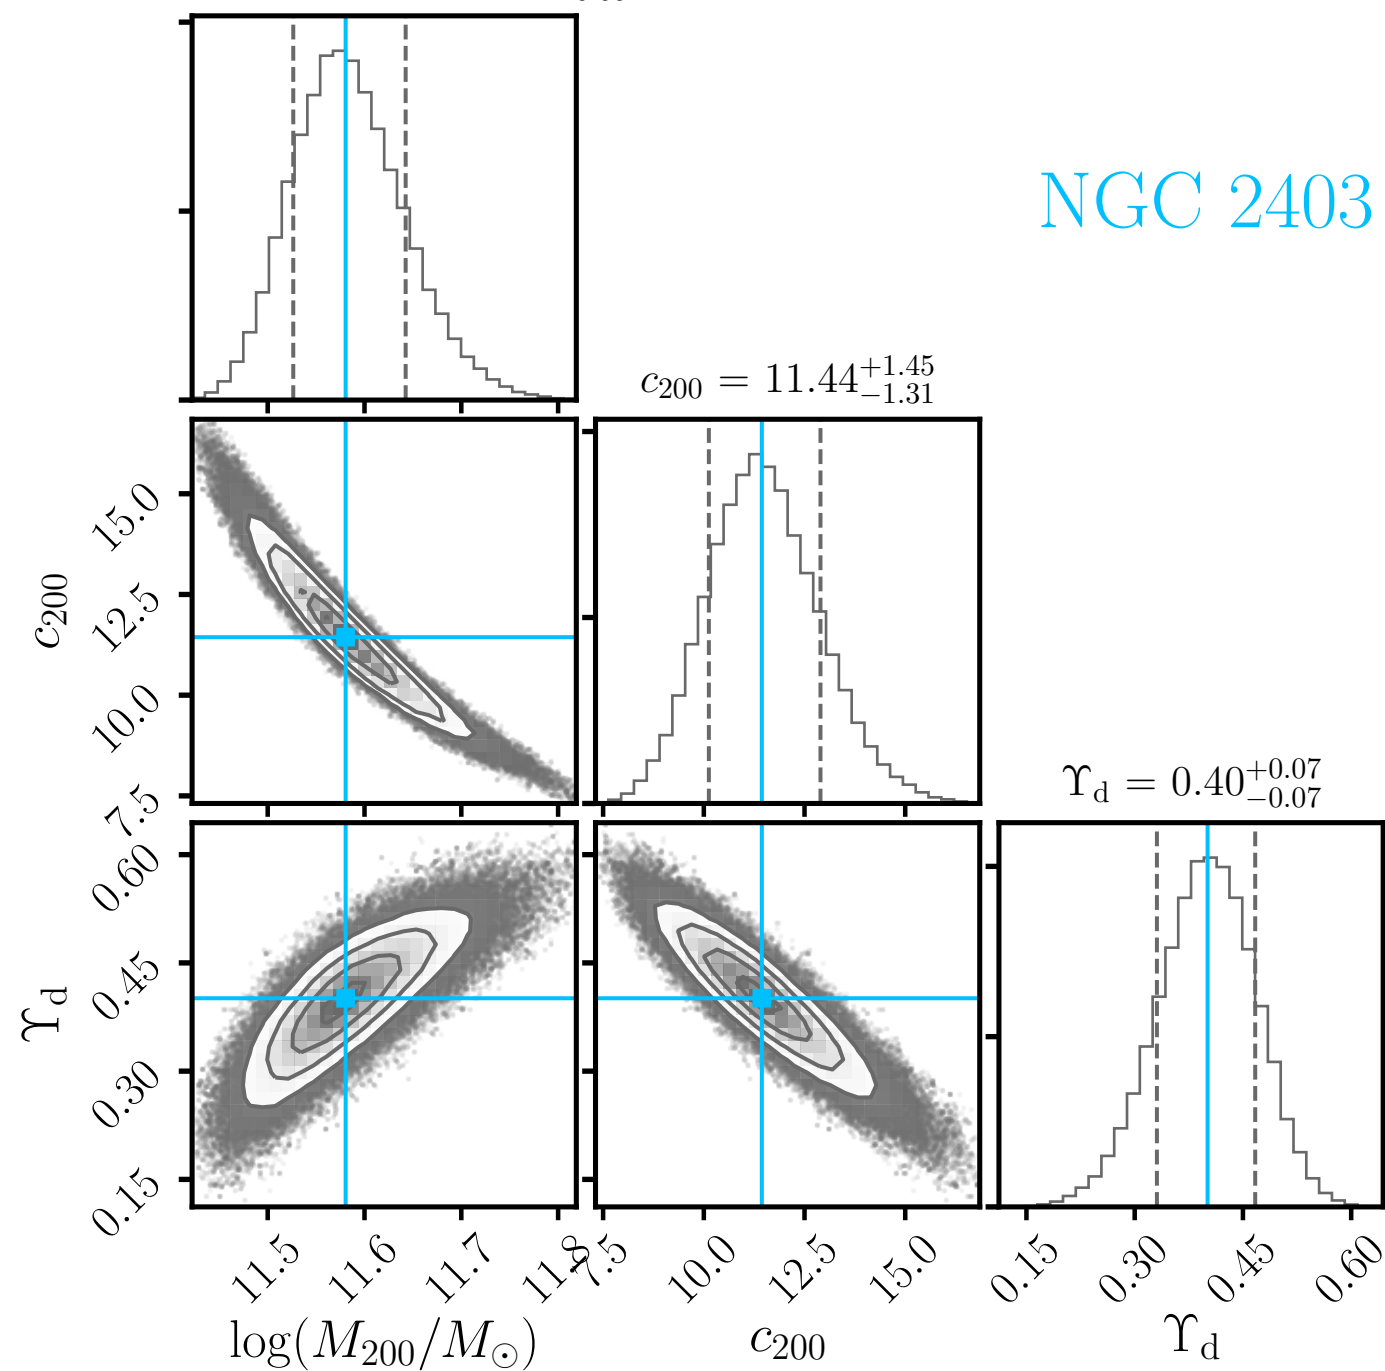 NGC 2403
c₂₀₀ = 11.44⁺¹·⁴⁵₋₁.₃₁
15.0
12.5
10.0
7.5
c₂₀₀
ϒ_d = 0.40⁺⁰·⁰⁷₋₀.₀₇
0.60
0.45
0.30
0.15
ϒ_d
11.5 11.6 11.7 11.8 7.5 10.0 12.5 15.0 0.15 0.30 0.45 0.60
log(M₂₀₀/M⊙) c₂₀₀ ϒ_d